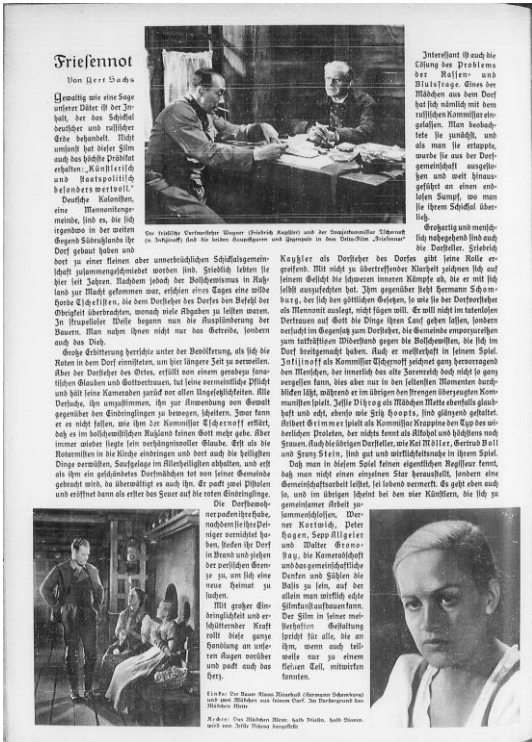 Friesennot
Von Gert Sachs
Gewaltig wie eine Sage
unserer Väter ist der In-
halt, der das Schicksal
deutscher und russischer
Erde behandelt. Nicht
umsonst hat dieser Film
auch das höchste Prädikat
erhalten: „Künstlerisch
und staatspolitisch
besonders wertvoll.“
Deutsche Kolonisten,
eine Mennonitenge-
meinde, sind es, die sich
irgendwo in der weiten
Gegend Südrußlands ihr
Dorf gebaut haben und
dort zu einer kleinen aber unverbrüchlichen Schicksalsgemein-
schaft zusammengeschmiedet worden sind. Friedlich lebten sie
hier seit Jahren. Nachdem jedoch der Bolschewismus in Ruß-
land zur Macht gekommen war, erschien eines Tages eine wilde
Horde Tschekisten, die dem Vorsteher des Dorfes den Befehl der
Obrigkeit überbrachten, wonach viele Abgaben zu leisten waren.
In skrupelloser Weise begann nun die Ausplünderung der
Bauern. Man nahm ihnen nicht nur das Getreide, sondern
auch das Vieh.
Große Erbitterung herrschte unter der Bevölkerung, als sich die
Roten in dem Dorf einnisteten, um hier längere Zeit zu verweilen.
Aber der Vorsteher des Ortes, erfüllt von einem geradezu fana-
tischen Glauben und Gottvertrauen, tut seine vermeintliche Pflicht
und hält seine Kameraden zurück vor allen Ungesetzlichkeiten. Alle
Versuche, ihn umzustimmen, ihn zur Anwendung von Gewalt
gegenüber den Eindringlingen zu bewegen, scheitern. Zwar kann
er es nicht fassen, wie ihm der Kommissar Tschernoff erklärt,
daß es im bolschewistischen Rußland keinen Gott mehr gebe. Aber
immer wieder siegte sein verhängnisvoller Glaube. Erst als die
Rotarmisten in die Kirche eindringen und dort auch die heiligsten
Dinge verwüsten, Saufgelage im Allerheiligsten abhalten, und erst
als ihm ein geschändetes Dorfmädchen tot von seiner Gemeinde
gebracht wird, da überwältigt es auch ihn. Er packt zwei Pistolen
und eröffnet dann als erster das Feuer auf die roten Eindringlinge.
Die Dorfbewoh-
ner packen ihre Habe,
nachdem sie ihre Pei-
niger vernichtet ha-
ben, stecken ihr Dorf
in Brand und ziehen
der persischen Gren-
ze zu, um sich eine
neue Heimat zu
suchen.
Mit großer Ein-
dringlichkeit und er-
schütternder Kraft
rollt diese ganze
Handlung an unse-
ren Augen vorüber
und packt auch das
Herz.
Der friesische Dorfvorsteher Wagner (Friedrich Kayßler) und der Sowjetkommissar Tschernoff
(J. Inkijinoff) sind die beiden Hauptfiguren und Gegenpole in dem Deltafilm „Friesennot“
Interessant ist auch die
Lösung des Problems
der Rassen- und
Blutsfrage. Eines der
Mädchen aus dem Dorf
hat sich nämlich mit dem
russischen Kommissar ein-
gelassen. Man beobach-
tete sie zunächst, und
als man sie ertappte,
wurde sie aus der Dorf-
gemeinschaft ausgesto-
ßen und weit hinaus-
geführt an einen end-
losen Sumpf, wo man
sie ihrem Schicksal über-
ließ.
Großartig und mensch-
lich nahegehend sind auch
die Darsteller. Friedrich
Kayßler als Vorsteher des Dorfes gibt seine Rolle er-
greifend. Mit nicht zu übertreffender Klarheit zeichnen sich auf
seinem Gesicht die schweren inneren Kämpfe ab, die er mit sich
selbst auszufechten hat. Ihm gegenüber steht Hermann Schom-
burg, der sich den göttlichen Gesetzen, so wie sie der Dorfvorsteher
als Mennonit auslegt, nicht fügen will. Er will nicht im tatenlosen
Vertrauen auf Gott die Dinge ihren Lauf gehen lassen, sondern
versucht im Gegensatz zum Vorsteher, die Gemeinde emporzureißen
zum tatkräftigen Widerstand gegen die Bolschewisten, die sich im
Dorf breitgemacht haben. Auch er meisterhaft in seinem Spiel.
Inkijinoff als Kommissar Tschernoff zeichnet ganz hervorragend
den Menschen, der innerlich das alte Zarenreich doch nicht so ganz
vergessen kann, dies aber nur in den seltensten Momenten durch-
blicken läßt, während er im übrigen den strengen überzeugten Kom-
munisten spielt. Jessie Vihrog als Mädchen Mette ebenfalls glaub-
haft und echt, ebenso wie Fritz Hoopts, sind glänzend gestaltet.
Aribert Grimmer spielt als Kommissar Krappine den Typ des wi-
derlichen Proleten, der nichts kennt als Alkohol und höchstens noch
Frauen. Auch die übrigen Darsteller, wie Kai Möller, Gertrud Boll
und Franz Stein, sind gut und wirklichkeitsnahe in ihrem Spiel.
Daß man in diesem Spiel keinen eigentlichen Regisseur kennt,
daß man nicht einen einzelnen Star herausstellt, sondern eine
Gemeinschaftsarbeit leistet, sei lobend vermerkt. Es geht eben auch
so, und im übrigen scheint bei den vier Künstlern, die sich zu
gemeinsamer Arbeit zu-
sammenschlossen, Wer-
ner Kortwich, Peter
Hagen, Sepp Allgeier
und Walter Grono-
stay, die Kameradschaft
und das gemeinschaftliche
Denken und Fühlen die
Basis zu sein, auf der
allein man wirklich echte
Filmkunst aufbauen kann.
Der Film in seiner mei-
sterhaften Gestaltung
spricht für alle, die an
ihm, wenn auch teil-
weise nur zu einem
kleinen Teil, mitwirken
konnten.
Links: Der Bauer Klaus Niegebüll (Hermann Schomburg)
und zwei Mädchen aus seinem Dorf. Im Vordergrund das
Mädchen Mette
Rechts: Das Mädchen Mette, halb Friesin, halb Slavin,
wird von Jessie Vihrog dargestellt